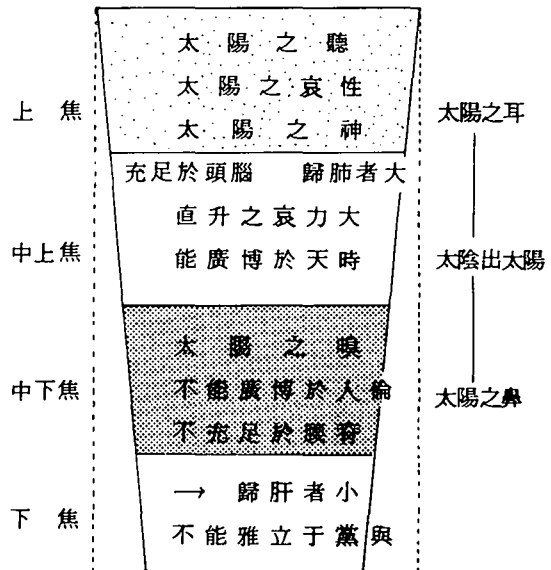 太陽之聽
太陽之哀性
上焦
太陽之神
太陽之耳
充足於頭腦 歸肺者大
直升之哀力大
中上焦
能廣博於天時
太陰出太陽
太陽之嗅
中下焦
不能廣博於人倫
太陽之鼻
不充足於腰脊
→ 歸肝者小
下焦
不能雅立于黨與